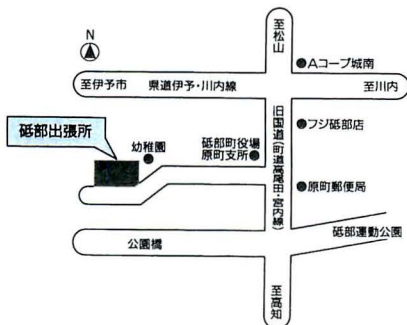 至松山
N
Aコープ城南
至伊予市
県道伊予・川内線
至川内
砥部出張所
幼稚園
砥部町役場
原町支所
旧国道(町道高尾田・宮内線)
フジ砥部店
原町郵便局
公園橋
砥部運動公園
至高知